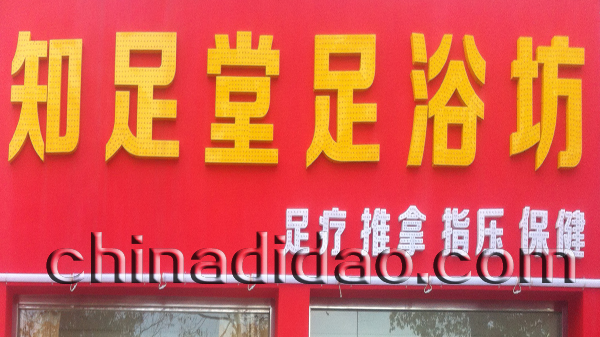 知足堂足浴坊
足疗 推拿 指压 保健
chinadidao.com